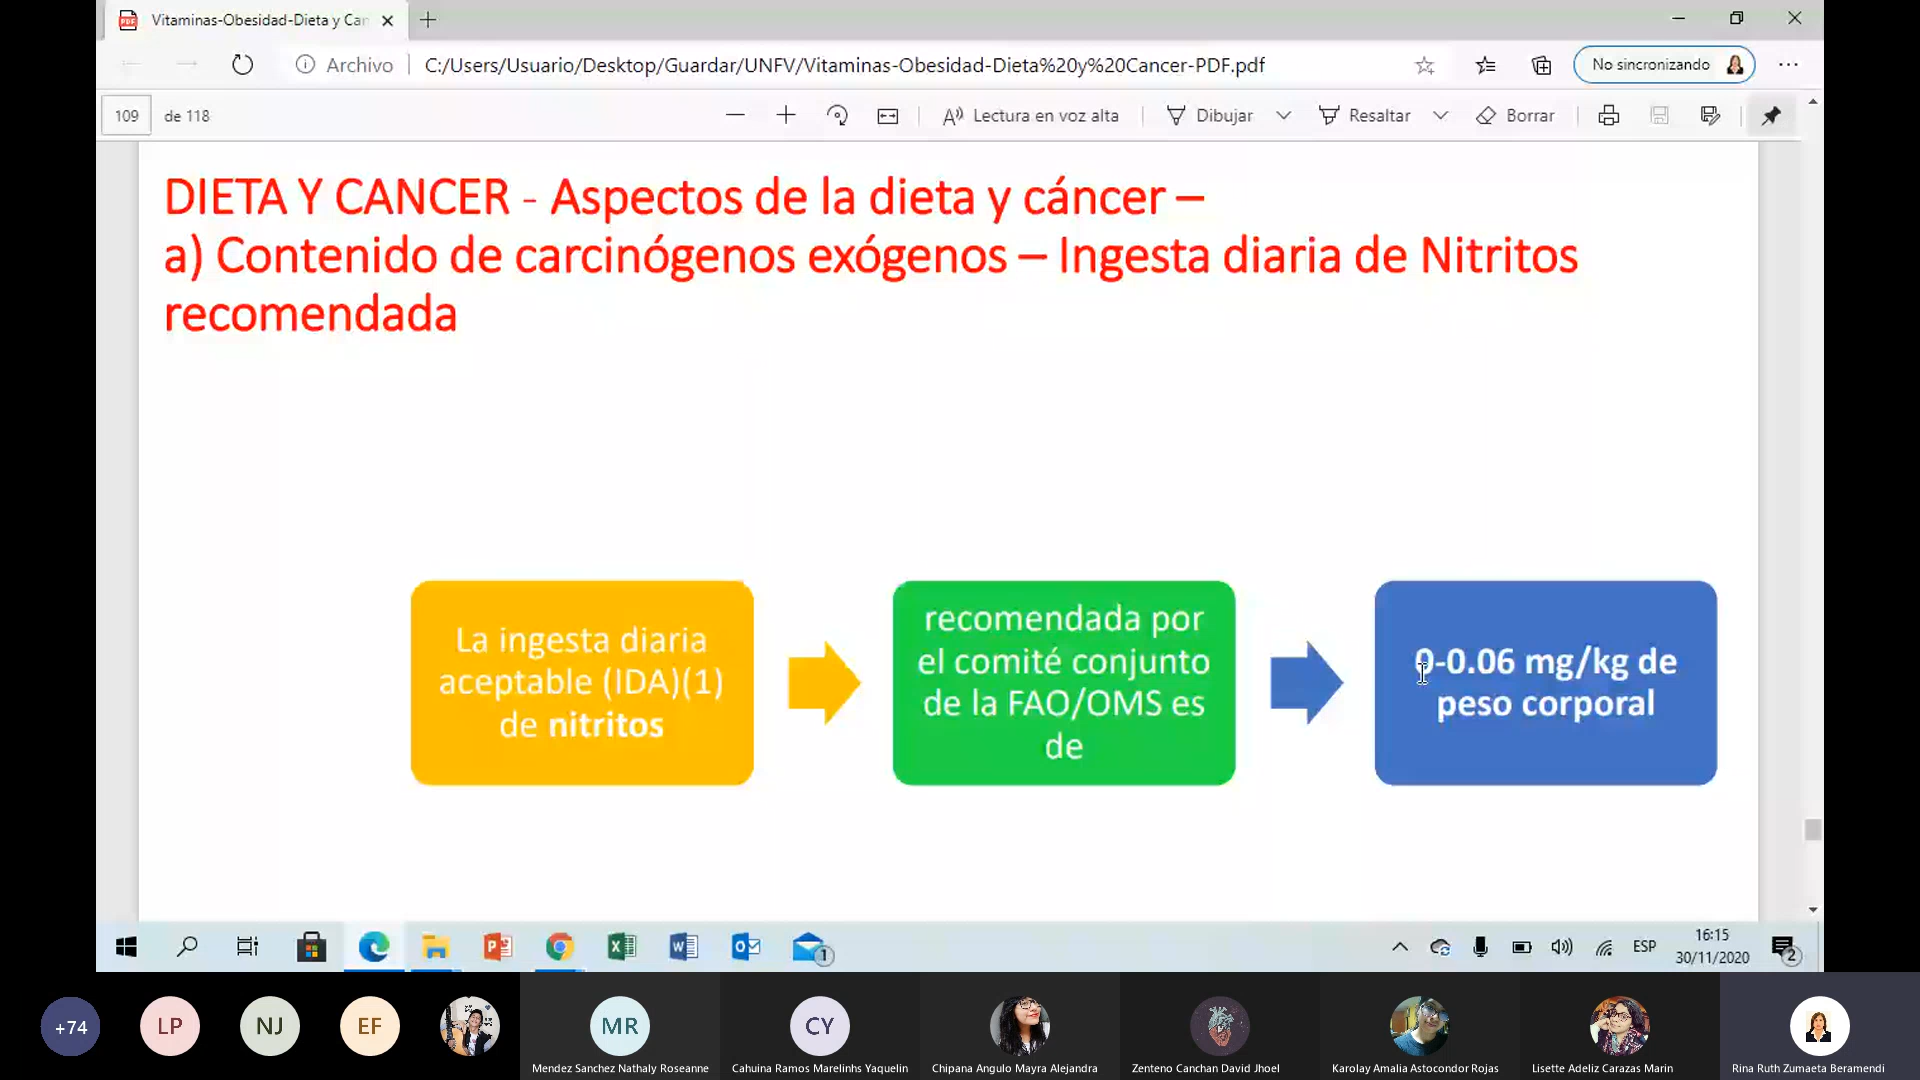 Vitaminas-Obesidad-Dieta y Can
Archivo
C:/Users/Usuario/Desktop/Guardar/UNFV/Vitaminas-Obesidad-Dieta%20y%20Cancer-PDF.pdf
No sincronizando
109 de 118
Lectura en voz alta
Dibujar
Resaltar
Borrar
DIETA Y CANCER - Aspectos de la dieta y cáncer –
a) Contenido de carcinógenos exógenos – Ingesta diaria de Nitritos
recomendada
La ingesta diaria
aceptable (IDA)(1)
de nitritos
recomendada por
el comité conjunto
de la FAO/OMS es
de
0-0.06 mg/kg de
peso corporal
1
ESP
16:15
30/11/2020
2
+74
LP
NJ
EF
MR
CY
Mendez Sanchez Nathaly Roseanne
Cahuina Ramos Marelinhs Yaquelin
Chipana Angulo Mayra Alejandra
Zenteno Canchan David Jhoel
Karolay Amalia Astocondor Rojas
Lisette Adeliz Carazas Marin
Rina Ruth Zumaeta Beramendi